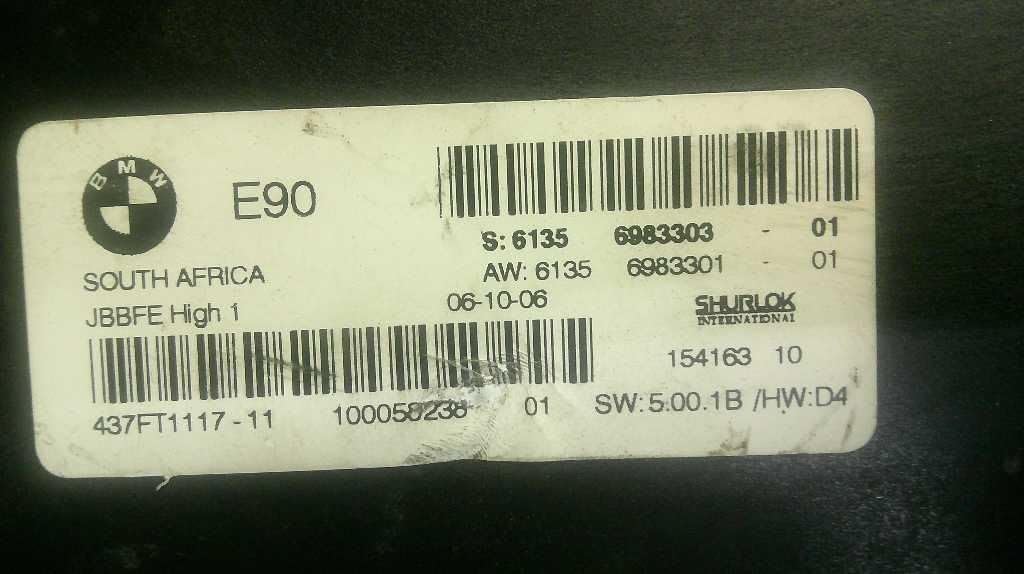 BMW
E90
S: 6135 6983303 - 01
AW: 6135 6983301 - 01
SOUTH AFRICA
06-10-06
JBBFE High 1
SHURLOK
INTERNATIONAL
154163 10
437FT1117-11 100058238 01
SW:5.00.1B /HW:D4